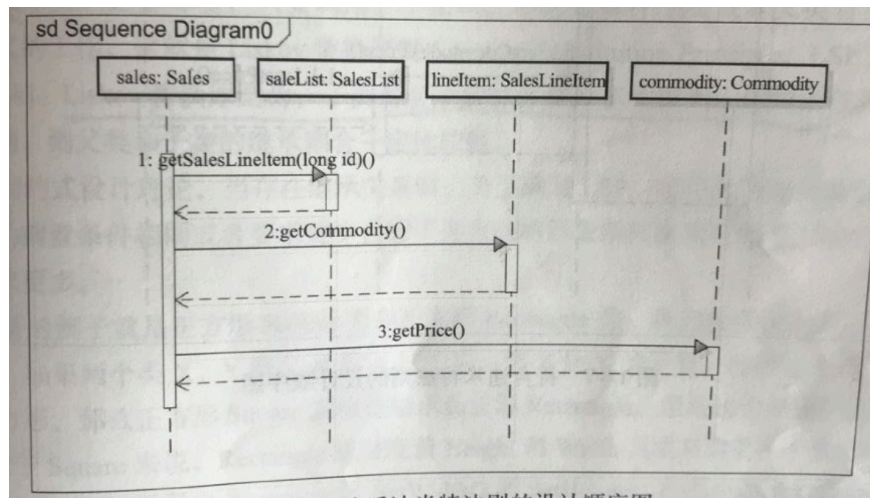 sd Sequence Diagram0
sales: Sales
saleList: SalesList
lineItem: SalesLineItem
commodity: Commodity
1: getSalesLineItem(long id)()
2:getCommodity()
3:getPrice()